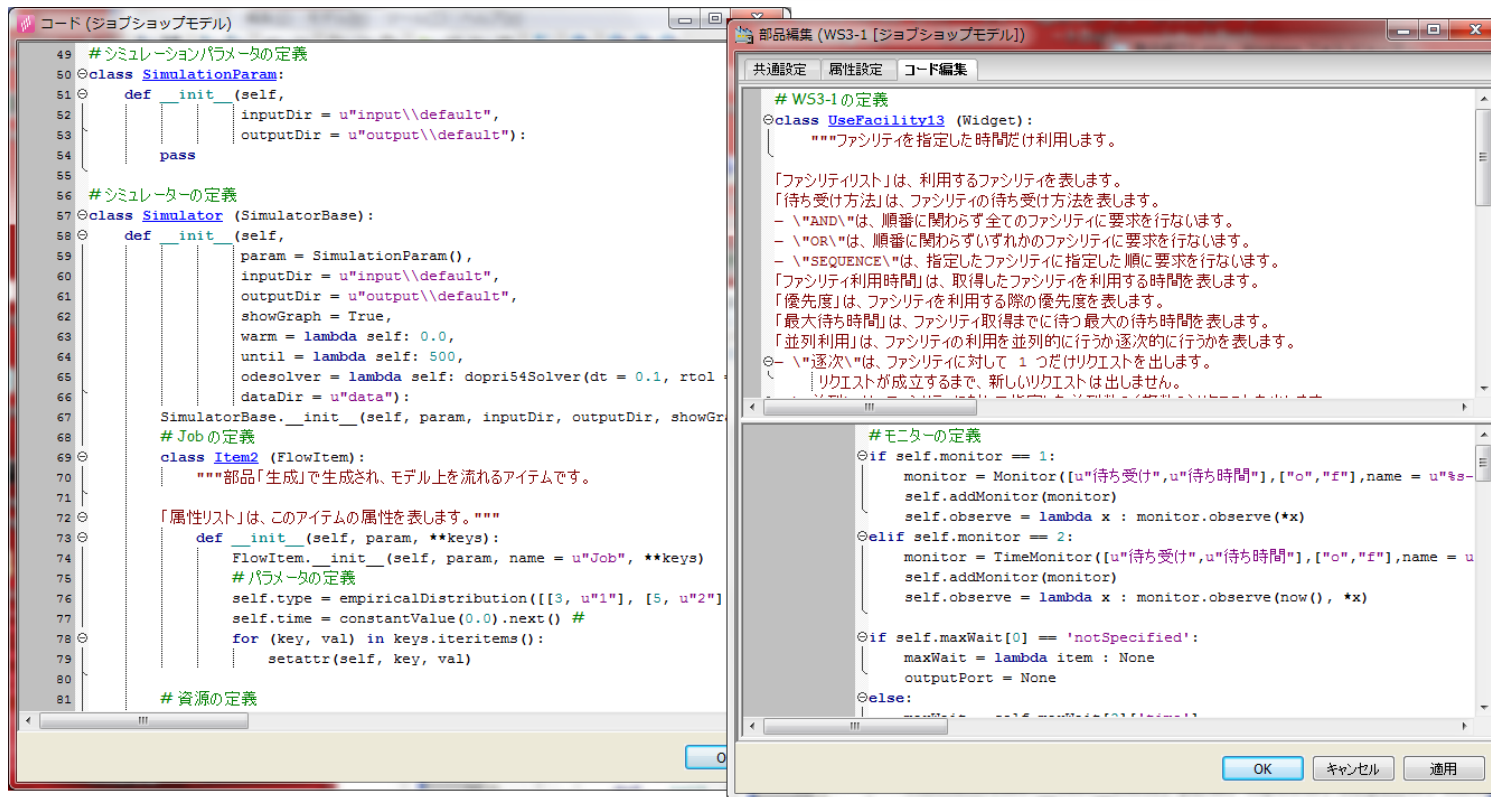 コード (ジョブショップモデル)
49 #シミュレーションパラメータの定義
50 class SimulationParam:
51 def __init__(self,
52 inputDir = u"input\\default",
53 outputDir = u"output\\default"):
54 pass
55
56 #シミュレーターの定義
57 class Simulator (SimulatorBase):
58 def __init__(self,
59 param = SimulationParam(),
60 inputDir = u"input\\default",
61 outputDir = u"output\\default",
62 showGraph = True,
63 warm = lambda self: 0.0,
64 until = lambda self: 500,
65 odesolver = lambda self: dopri54Solver(dt = 0.1, rtol =
66 dataDir = u"data"):
67 SimulatorBase.__init__(self, param, inputDir, outputDir, showGr
68 # Job の定義
69 class Item2 (FlowItem):
70 """部品「生成」で生成され、モデル上を流れるアイテムです。
71
72 「属性リスト」は、このアイテムの属性を表します。"""
73 def __init__(self, param, **keys):
74 FlowItem.__init__(self, param, name = u"Job", **keys)
75 #パラメータの定義
76 self.type = empiricalDistribution([[3, u"1"], [5, u"2"]
77 self.time = constantValue(0.0).next() #
78 for (key, val) in keys.iteritems():
79 setattr(self, key, val)
80
81 # 資源の定義
部品編集 (WS3-1 [ジョブショップモデル])
共通設定 属性設定 コード編集
# WS3-1の定義
class UseFacility13 (Widget):
"""ファシリティを指定した時間だけ利用します。
「ファシリティリスト」は、利用するファシリティを表します。
「待ち受け方法」は、ファシリティの待ち受け方法を表します。
- \"AND\"は、順番に関わらず全てのファシリティに要求を行ないます。
- \"OR\"は、順番に関わらずいずれかのファシリティに要求を行ないます。
- \"SEQUENCE\"は、指定したファシリティに指定した順に要求を行ないます。
「ファシリティ利用時間」は、取得したファシリティを利用する時間を表します。
「優先度」は、ファシリティを利用する際の優先度を表します。
「最大待ち時間」は、ファシリティ取得までに待つ最大の待ち時間を表します。
「並列利用」は、ファシリティの利用を並列的に行うか逐次的に行うかを表します。
- \"逐次\"は、ファシリティに対して 1 つだけリクエストを出します。
リクエストが成立するまで、新しいリクエストは出しません。
#モニターの定義
if self.monitor == 1:
monitor = Monitor([u"待ち受け",u"待ち時間"],["o","f"],name = u"%s-
self.addMonitor(monitor)
self.observe = lambda x : monitor.observe(*x)
elif self.monitor == 2:
monitor = TimeMonitor([u"待ち受け",u"待ち時間"],["o","f"],name = u
self.addMonitor(monitor)
self.observe = lambda x : monitor.observe(now(), *x)
if self.maxWait[0] == 'notSpecified':
maxWait = lambda item : None
outputPort = None
else:
OK キャンセル 適用